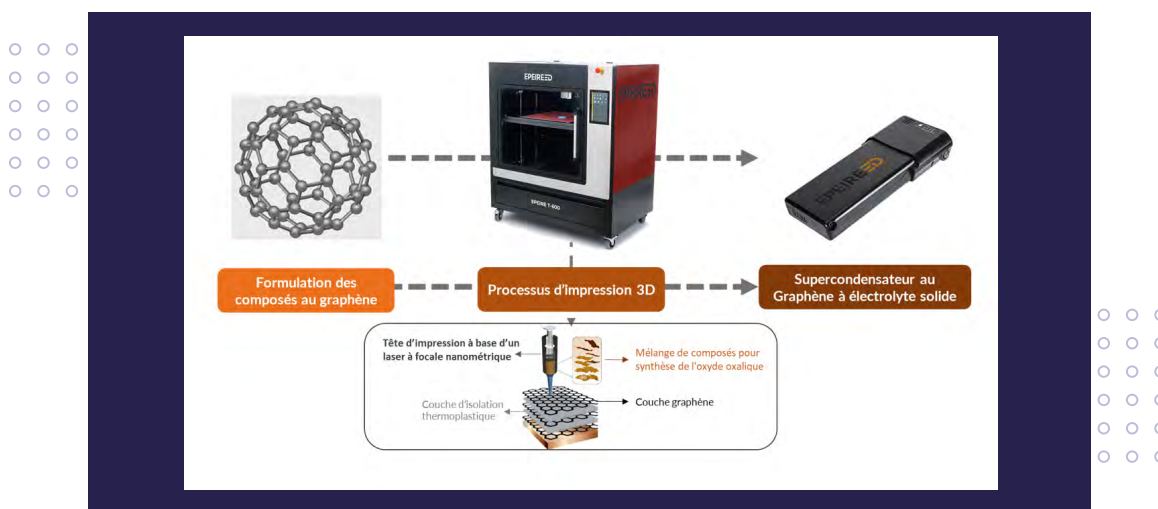 EPEIRE3D
EPEIRE T-600
EPEIRE3D
Formulation des
composés au graphène
Processus d'impression 3D
Supercondensateur au
Graphène à électrolyte solide
Tête d'impression à base d'un
laser à focale nanométrique
Mélange de composés pour
synthèse de l'oxyde oxalique
Couche d'isolation
thermoplastique
Couche graphène